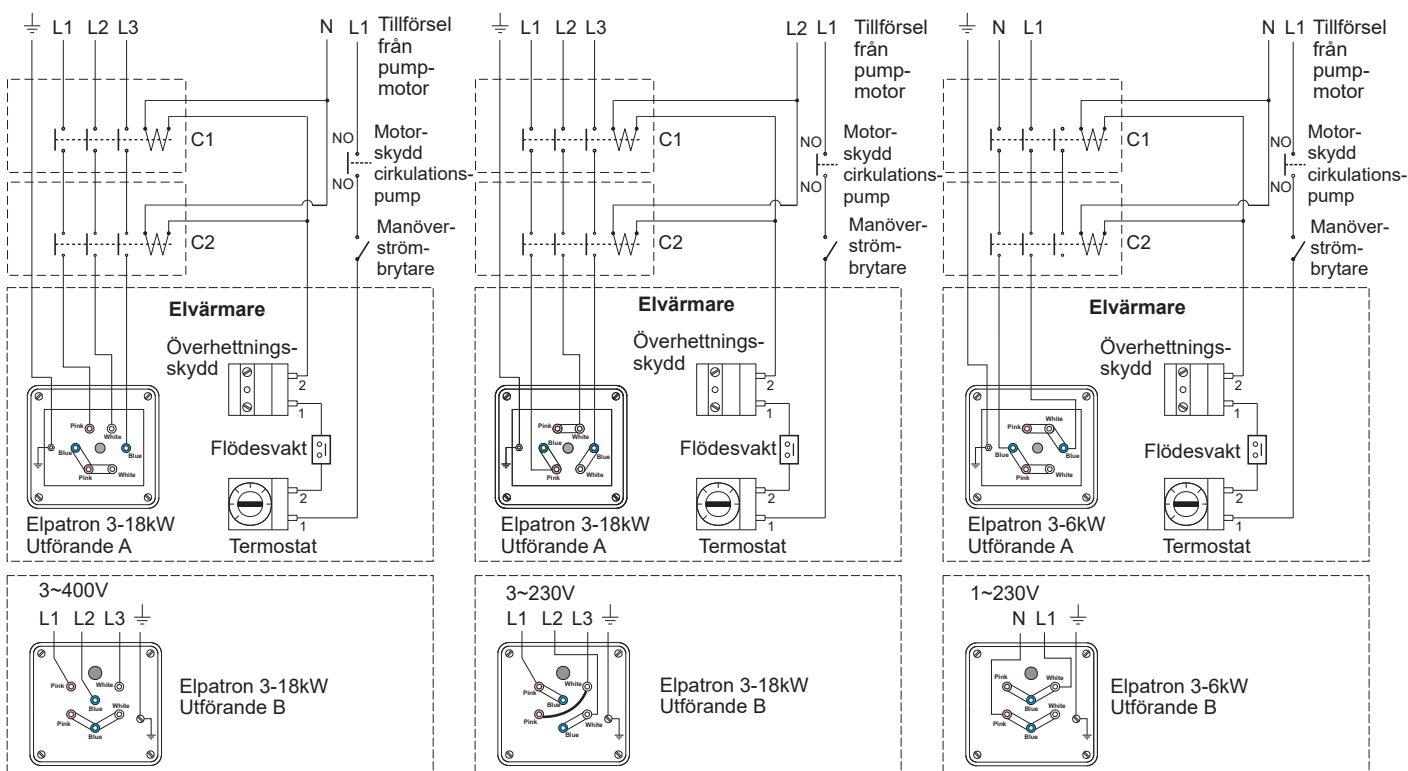 L1 L2 L3 N L1 Tillförsel
från
pump-
motor
C1
NO
NO
Motor-
skydd
cirkulations-
pump
C2
Manöver-
ström-
brytare
Elvärmare
Överhettnings-
skydd
2
1
Pink White
Blue Blue
Pink White
Flödesvakt
2
1
Elpatron 3-18kW
Utförande A
Termostat
3~400V
L1 L2 L3
Pink White
Blue
White
Pink
Blue
Elpatron 3-18kW
Utförande B
L1 L2 L3 L2 L1 Tillförsel
från
pump-
motor
C1
NO
NO
Motor-
skydd
cirkulations-
pump
C2
Manöver-
ström-
brytare
Elvärmare
Överhettnings-
skydd
2
1
Pink White
Blue Blue
Pink White
Flödesvakt
2
1
Elpatron 3-18kW
Utförande A
Termostat
3~230V
L1 L2 L3
Pink White
Blue
Pink White
Blue
Elpatron 3-18kW
Utförande B
N L1 N L1 Tillförsel
från
pump-
motor
C1
NO
NO
Motor-
skydd
cirkulations-
pump
C2
Manöver-
ström-
brytare
Elvärmare
Överhettnings-
skydd
2
1
Pink White
Blue Blue
Pink White
Flödesvakt
2
1
Elpatron 3-6kW
Utförande A
Termostat
1~230V
N L1
Pink White
Blue
Pink White
Blue
Elpatron 3-6kW
Utförande B